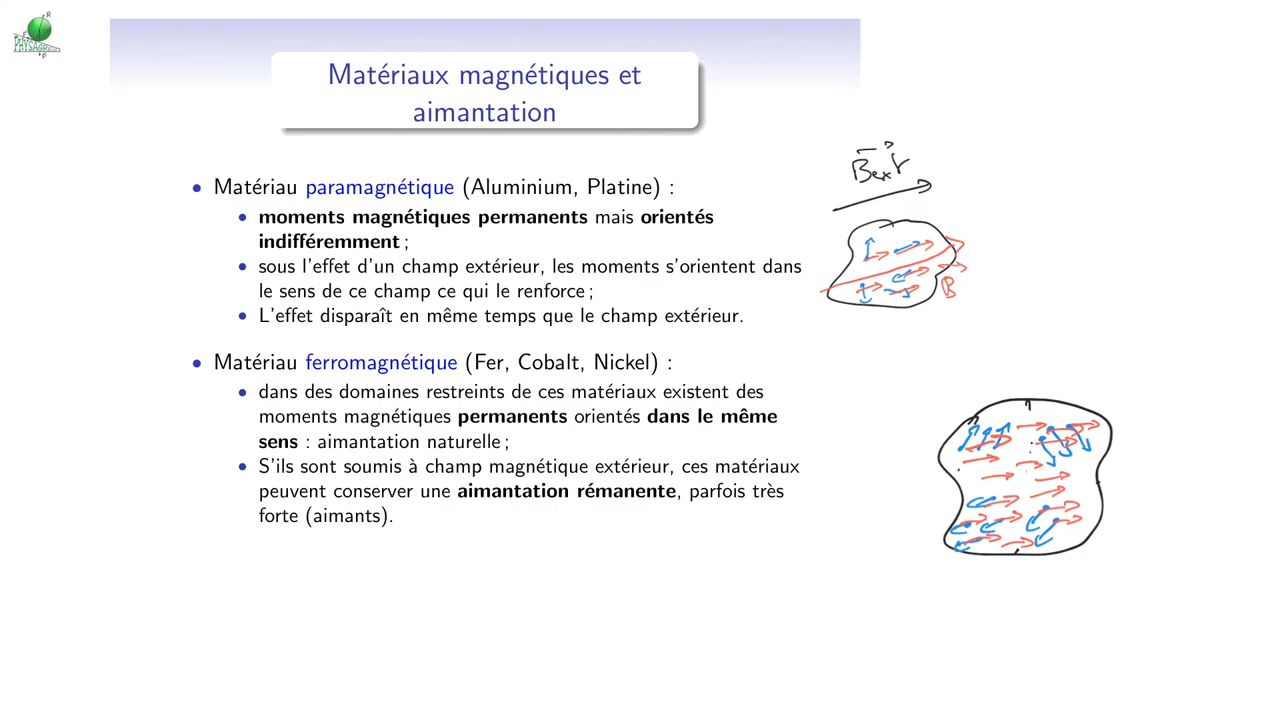 Matériaux magnétiques et
aimantation
• Matériau paramagnétique (Aluminium, Platine) :
• moments magnétiques permanents mais orientés
indifféremment ;
• sous l'effet d'un champ extérieur, les moments s'orientent dans
le sens de ce champ ce qui le renforce ;
• L'effet disparaît en même temps que le champ extérieur.
• Matériau ferromagnétique (Fer, Cobalt, Nickel) :
• dans des domaines restreints de ces matériaux existent des
moments magnétiques permanents orientés dans le même
sens : aimantation naturelle ;
• S'ils sont soumis à champ magnétique extérieur, ces matériaux
peuvent conserver une aimantation rémanente, parfois très
forte (aimants).
Bext
B